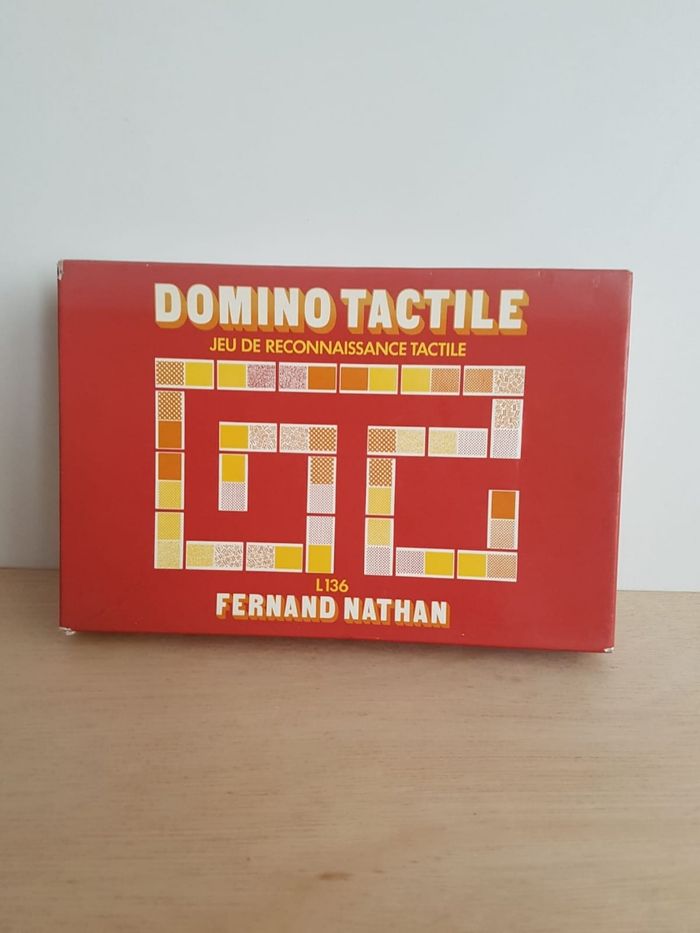 DOMINO TACTILE
JEU DE RECONNAISSANCE TACTILE
L136
FERNAND NATHAN